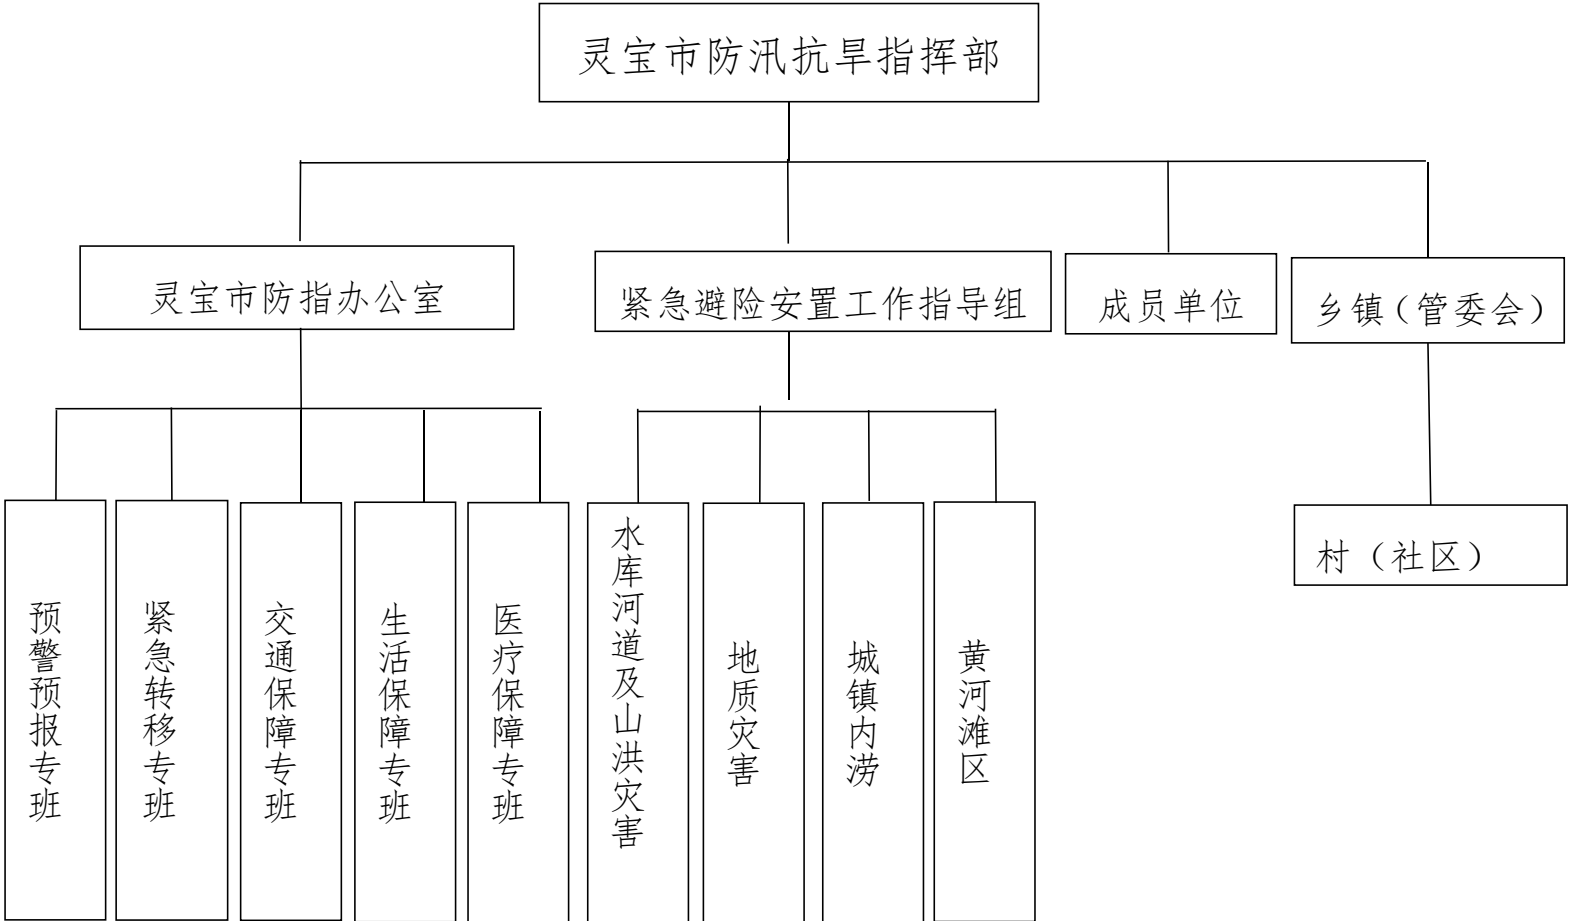 灵宝市防汛抗旱指挥部
灵宝市防指办公室
紧急避险安置工作指导组
成员单位
乡镇（管委会）
预警预报专班
紧急转移专班
交通保障专班
生活保障专班
医疗保障专班
水库河道及山洪灾害
地质灾害
城镇内涝
黄河滩区
村（社区）